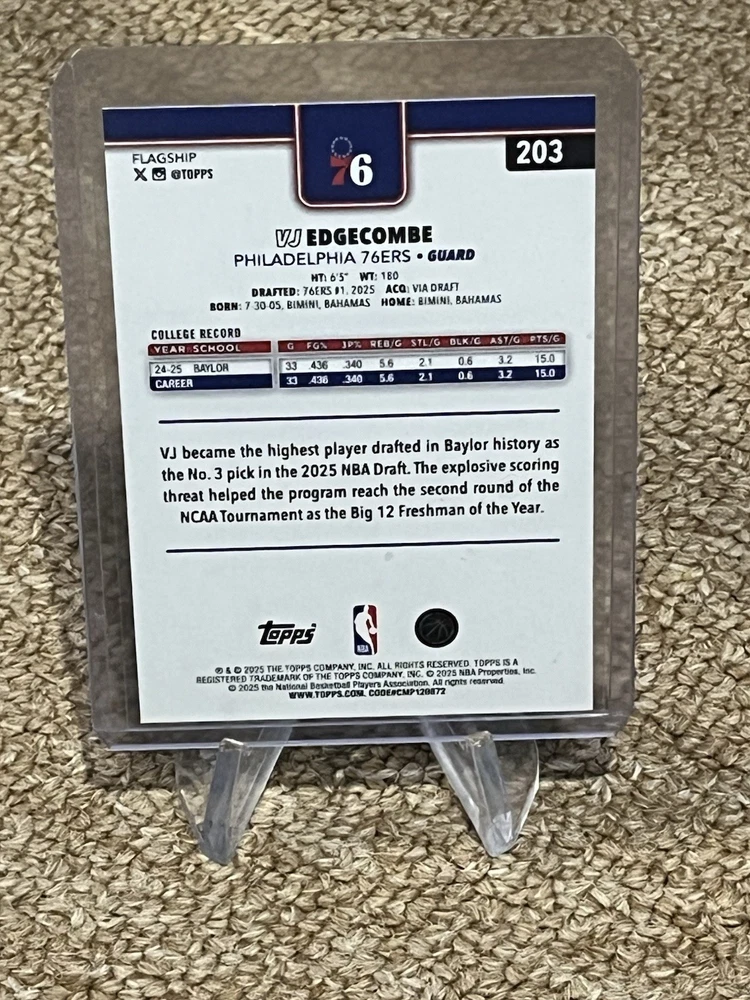 FLAGSHIP
X @TOPPS
76
203
VJ EDGECOMBE
PHILADELPHIA 76ERS • GUARD
HT: 6'5" WT: 180
DRAFTED: 76ERS #1, 2025 ACQ: VIA DRAFT
BORN: 7-30-05, BIMINI, BAHAMAS HOME: BIMINI, BAHAMAS
COLLEGE RECORD
YEAR SCHOOL G FG% 3P% REB/G STL/G BLK/G AST/G PTS/G
24-25 BAYLOR 33 .436 .340 5.6 2.1 0.6 3.2 15.0
CAREER 33 .436 .340 5.6 2.1 0.6 3.2 15.0
VJ became the highest player drafted in Baylor history as
the No. 3 pick in the 2025 NBA Draft. The explosive scoring
threat helped the program reach the second round of the
NCAA Tournament as the Big 12 Freshman of the Year.
Topps
NBA
® & © 2025 THE TOPPS COMPANY, INC. ALL RIGHTS RESERVED. TOPPS IS A
REGISTERED TRADEMARK OF THE TOPPS COMPANY, INC. © 2025 NBA Properties, Inc.
© 2025 the National Basketball Players Association. All rights reserved.
WWW.TOPPS.COM. CODE#CMP120872